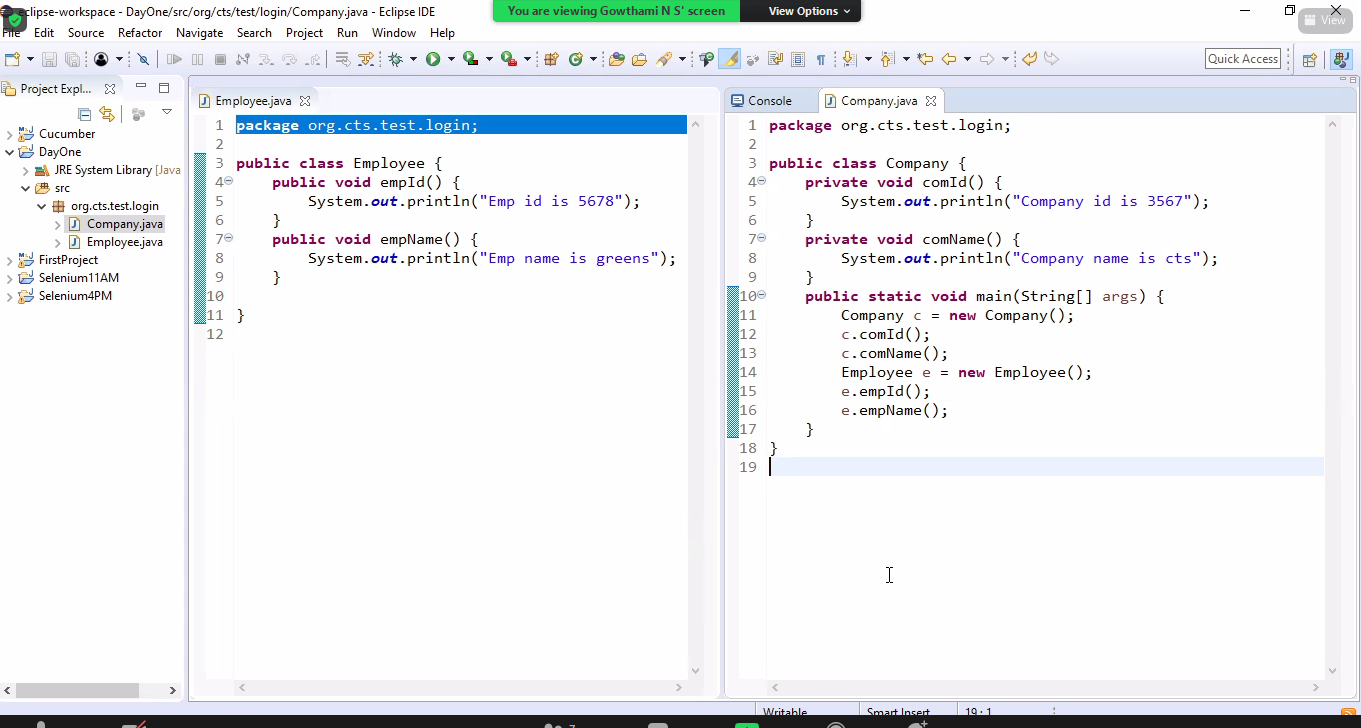 eclipse-workspace - DayOne/src/org/cts/test/login/Company.java - Eclipse IDE
You are viewing Gowthami N S' screen
View Options
View
File Edit Source Refactor Navigate Search Project Run Window Help
Quick Access
Project Expl...
Cucumber
DayOne
JRE System Library [Java
src
org.cts.test.login
Company.java
Employee.java
FirstProject
Selenium11AM
Selenium4PM
Employee.java
1 package org.cts.test.login;
2
3 public class Employee {
4 public void empId() {
5 System.out.println("Emp id is 5678");
6 }
7 public void empName() {
8 System.out.println("Emp name is greens");
9 }
10
11 }
12
Console Company.java
1 package org.cts.test.login;
2
3 public class Company {
4 private void comId() {
5 System.out.println("Company id is 3567");
6 }
7 private void comName() {
8 System.out.println("Company name is cts");
9 }
10 public static void main(String[] args) {
11 Company c = new Company();
12 c.comId();
13 c.comName();
14 Employee e = new Employee();
15 e.empId();
16 e.empName();
17 }
18 }
19
Writable Smart Insert 19 : 1
7